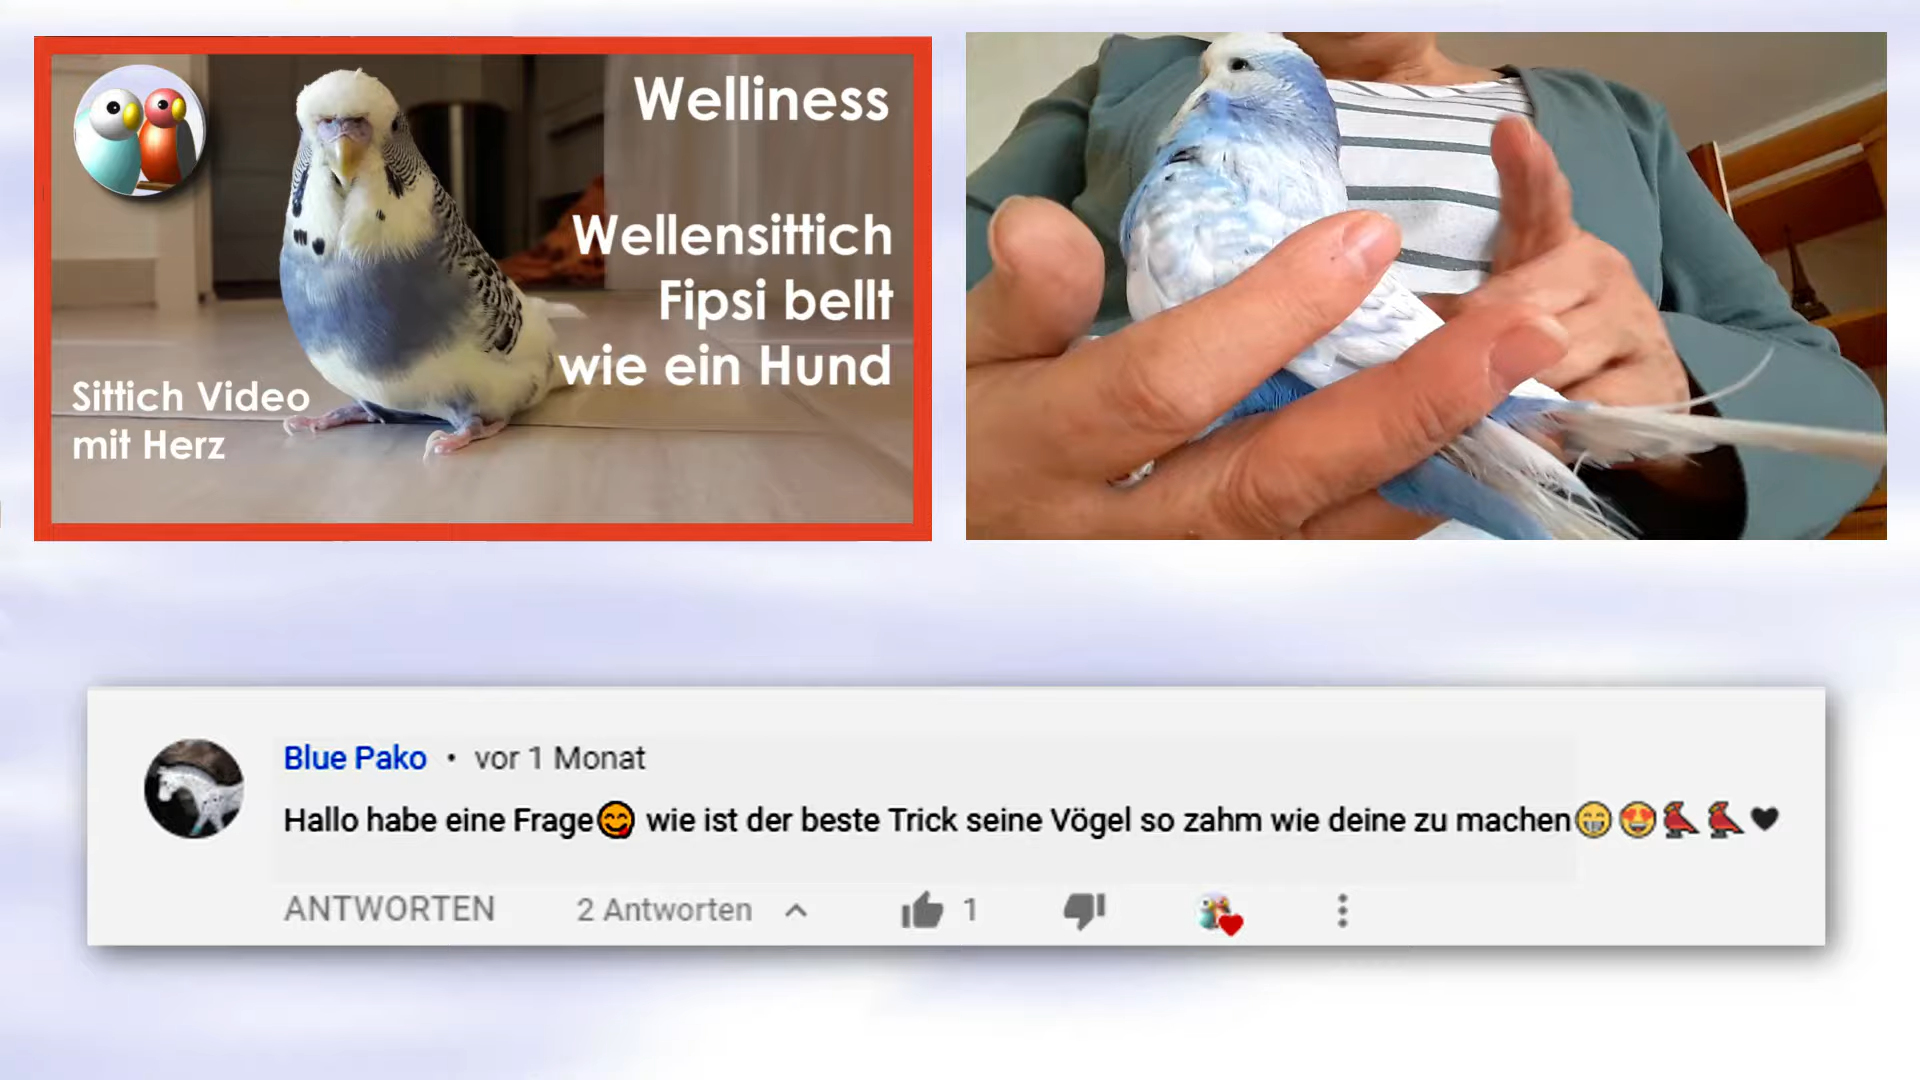 Welliness
Wellensittich
Fipsi bellt
wie ein Hund
Sittich Video
mit Herz
Blue Pako • vor 1 Monat
Hallo habe eine Frage😋 wie ist der beste Trick seine Vögel so zahm wie deine zu machen😁😍🐦🐦🖤
ANTWORTEN 2 Antworten 1